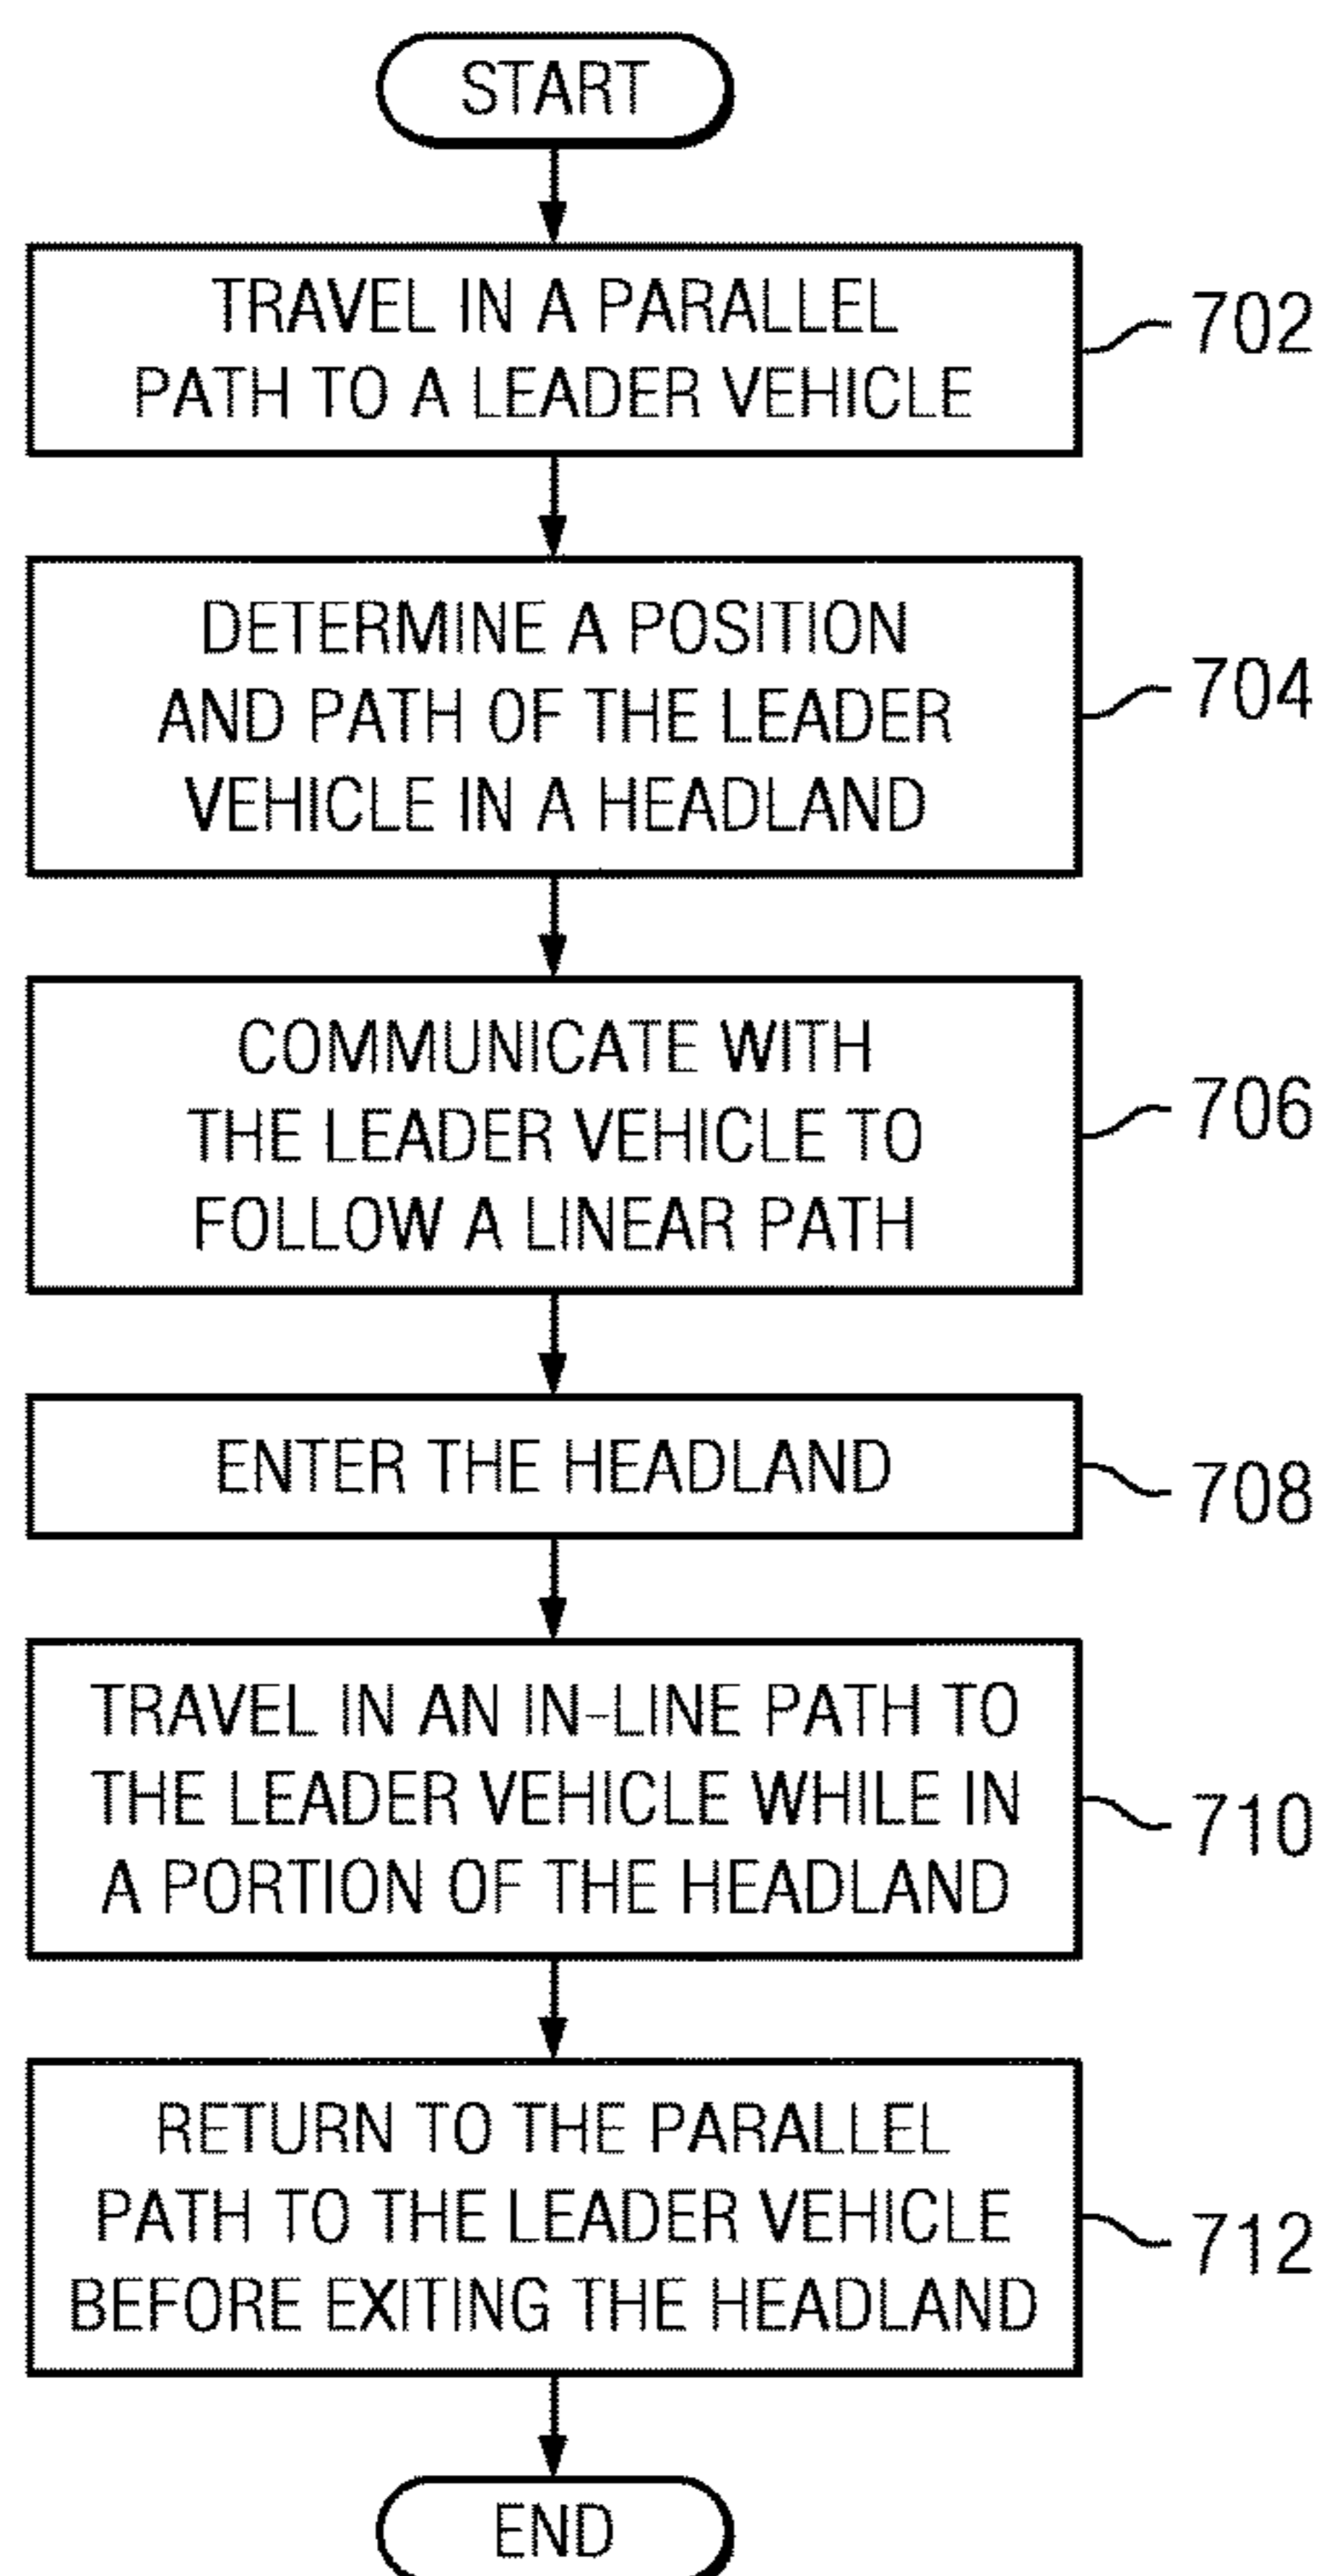 START
TRAVEL IN A PARALLEL
PATH TO A LEADER VEHICLE
702
DETERMINE A POSITION
AND PATH OF THE LEADER
VEHICLE IN A HEADLAND
704
COMMUNICATE WITH
THE LEADER VEHICLE TO
FOLLOW A LINEAR PATH
706
ENTER THE HEADLAND
708
TRAVEL IN AN IN-LINE PATH TO
THE LEADER VEHICLE WHILE IN
A PORTION OF THE HEADLAND
710
RETURN TO THE PARALLEL
PATH TO THE LEADER VEHICLE
BEFORE EXITING THE HEADLAND
712
END